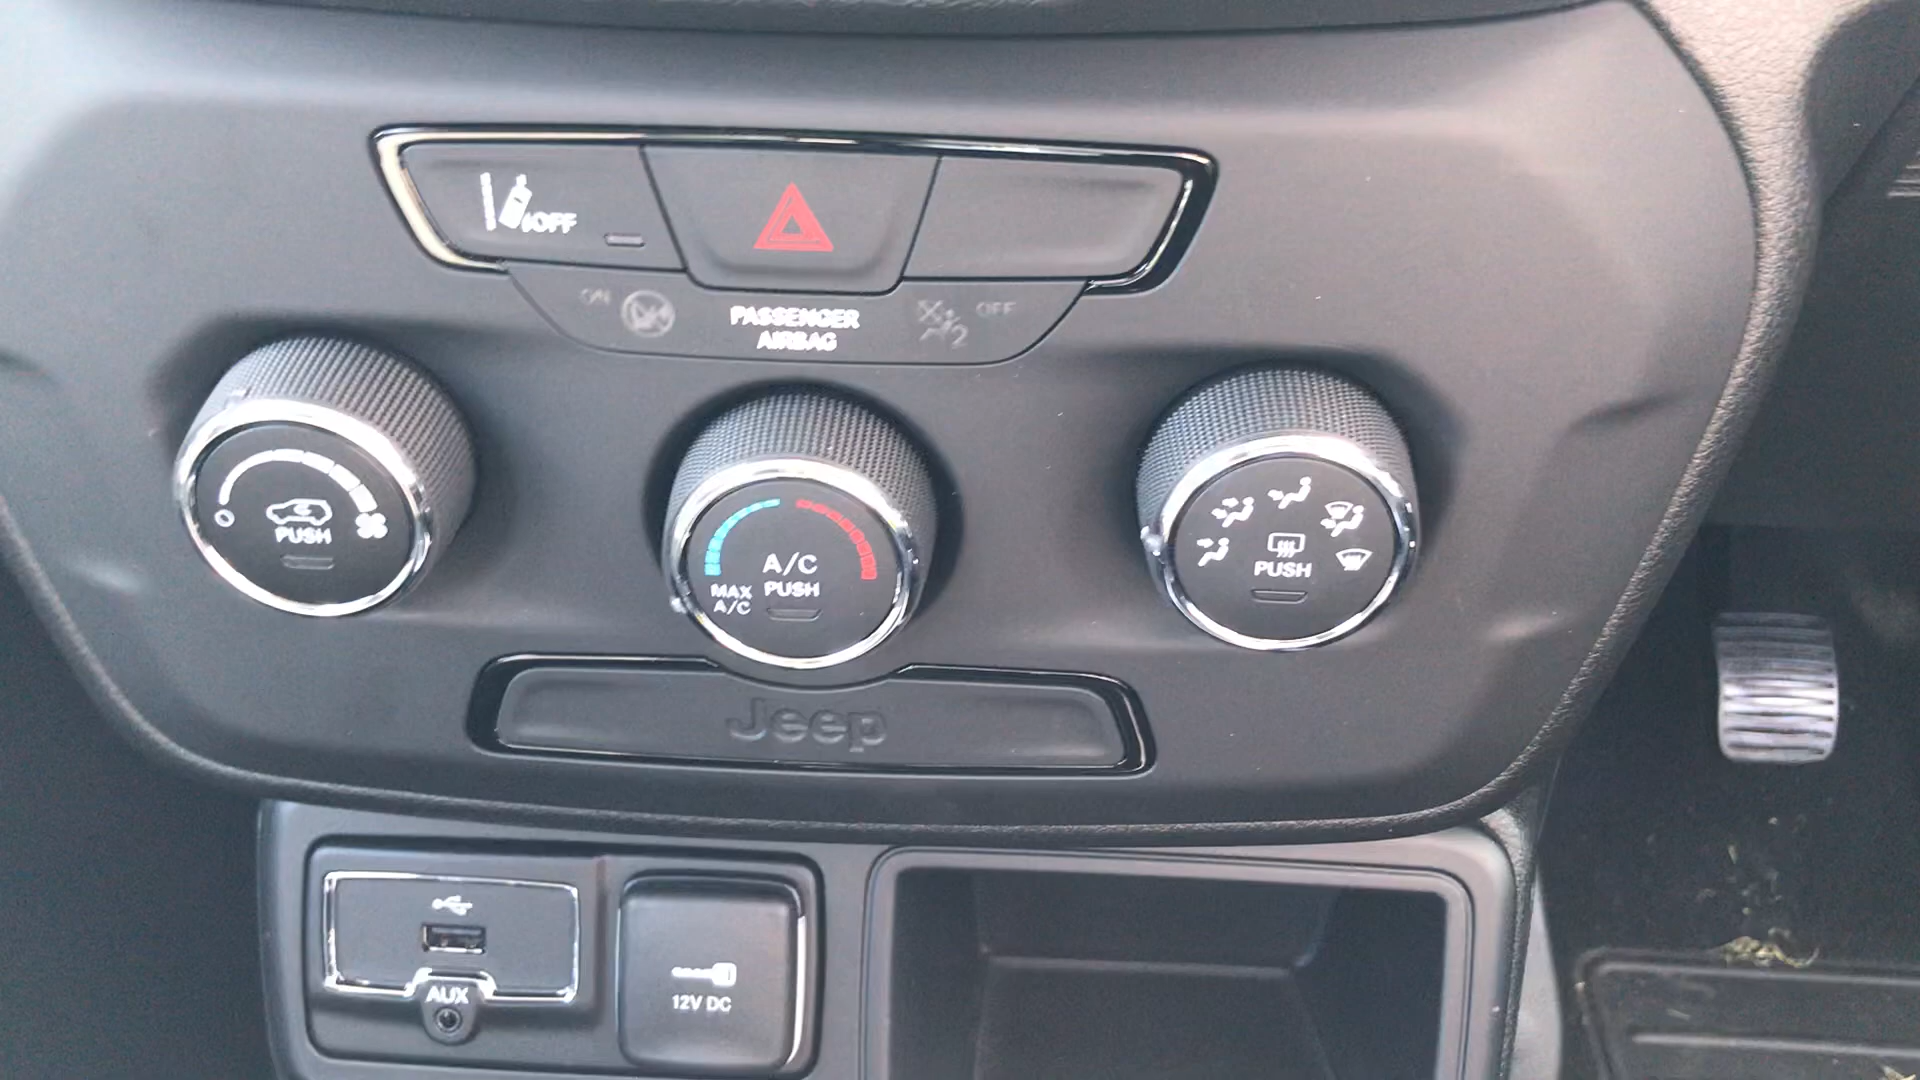 OFF
ON
PASSENGER
AIRBAG
OFF
PUSH
A/C
PUSH
MAX
A/C
PUSH
Jeep
AUX
12V DC